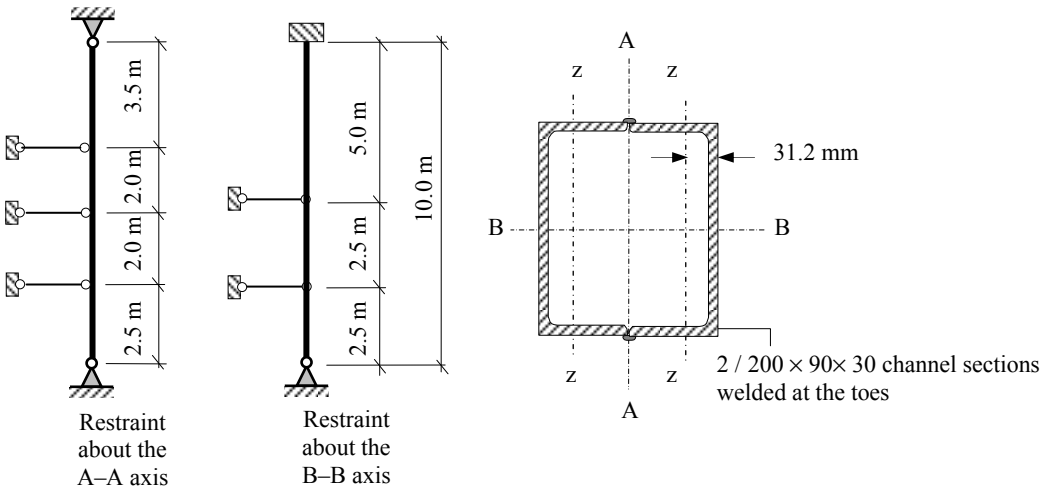 3.5 m
2.0 m
2.0 m
2.5 m
Restraint
about the
A–A axis
5.0 m
2.5 m
2.5 m
10.0 m
Restraint
about the
B–B axis
A
z
z
31.2 mm
B
B
z
z
A
2 / 200 × 90× 30 channel sections
welded at the toes